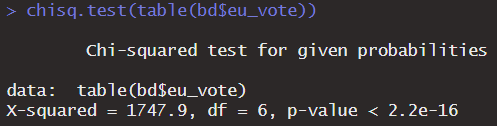 > chisq.test(table(bd$eu_vote))
Chi-squared test for given probabilities
data:  table(bd$eu_vote)
X-squared = 1747.9, df = 6, p-value < 2.2e-16